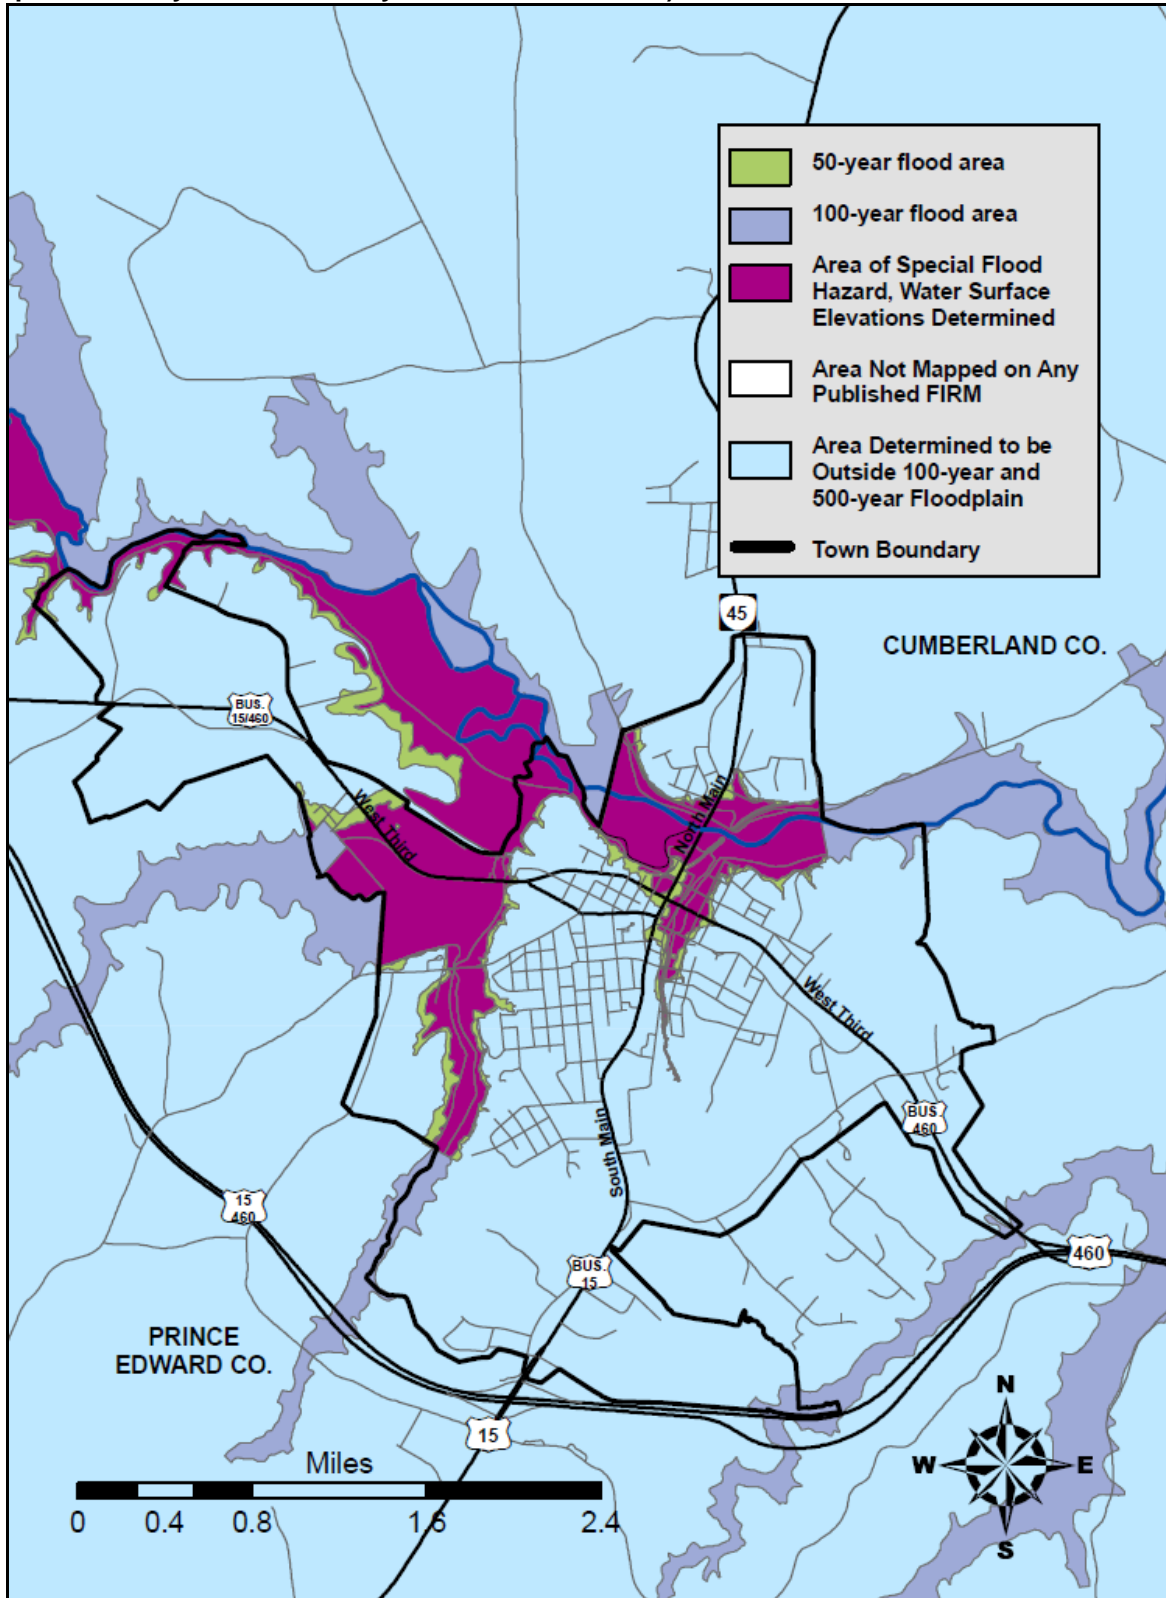 50-year flood area
100-year flood area
Area of Special Flood
Hazard, Water Surface
Elevations Determined
Area Not Mapped on Any
Published FIRM
Area Determined to be
Outside 100-year and
500-year Floodplain
Town Boundary
45
CUMBERLAND CO.
BUS.
15/460
North Main
West Third
West Third
South Main
BUS.
460
15
460
460
BUS.
15
PRINCE
EDWARD CO.
15
N
W
E
S
Miles
0 0.4 0.8 1.6 2.4